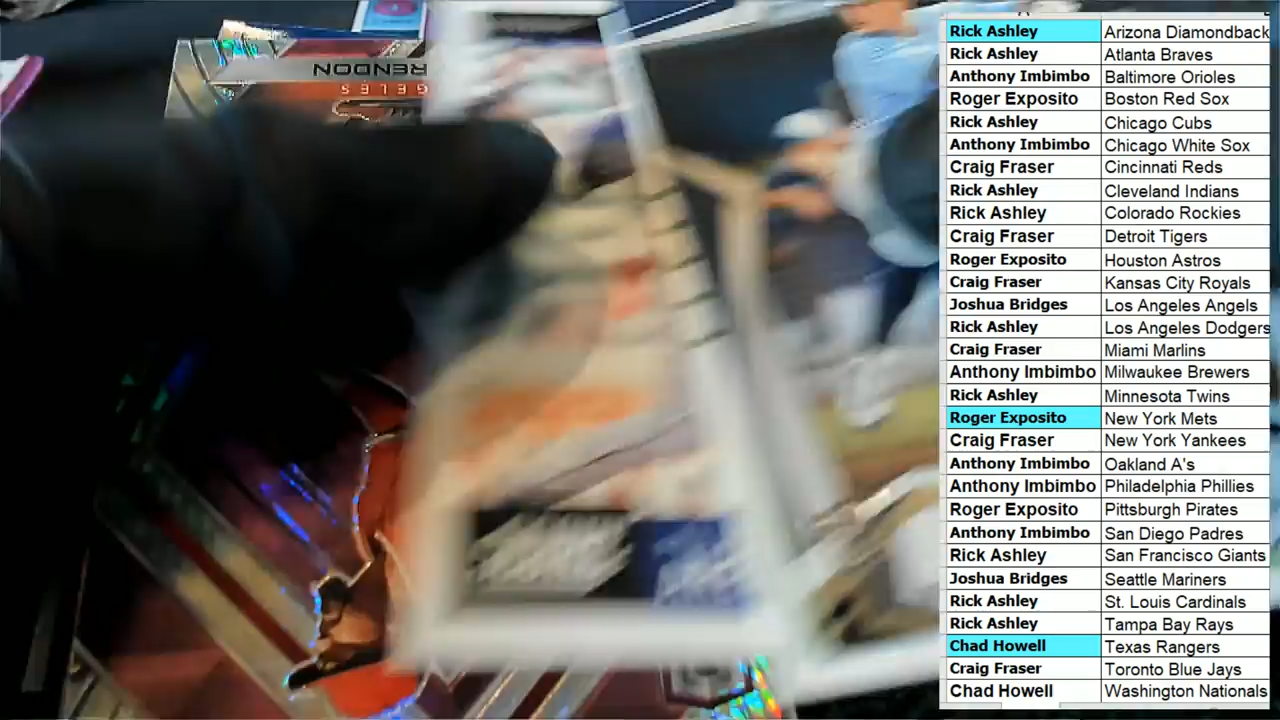 RENDON
GELES
Rick Ashley Arizona Diamondback
Rick Ashley Atlanta Braves
Anthony Imbimbo Baltimore Orioles
Roger Exposito Boston Red Sox
Rick Ashley Chicago Cubs
Anthony Imbimbo Chicago White Sox
Craig Fraser Cincinnati Reds
Rick Ashley Cleveland Indians
Rick Ashley Colorado Rockies
Craig Fraser Detroit Tigers
Roger Exposito Houston Astros
Craig Fraser Kansas City Royals
Joshua Bridges Los Angeles Angels
Rick Ashley Los Angeles Dodgers
Craig Fraser Miami Marlins
Anthony Imbimbo Milwaukee Brewers
Rick Ashley Minnesota Twins
Roger Exposito New York Mets
Craig Fraser New York Yankees
Anthony Imbimbo Oakland A's
Anthony Imbimbo Philadelphia Phillies
Roger Exposito Pittsburgh Pirates
Anthony Imbimbo San Diego Padres
Rick Ashley San Francisco Giants
Joshua Bridges Seattle Mariners
Rick Ashley St. Louis Cardinals
Rick Ashley Tampa Bay Rays
Chad Howell Texas Rangers
Craig Fraser Toronto Blue Jays
Chad Howell Washington Nationals